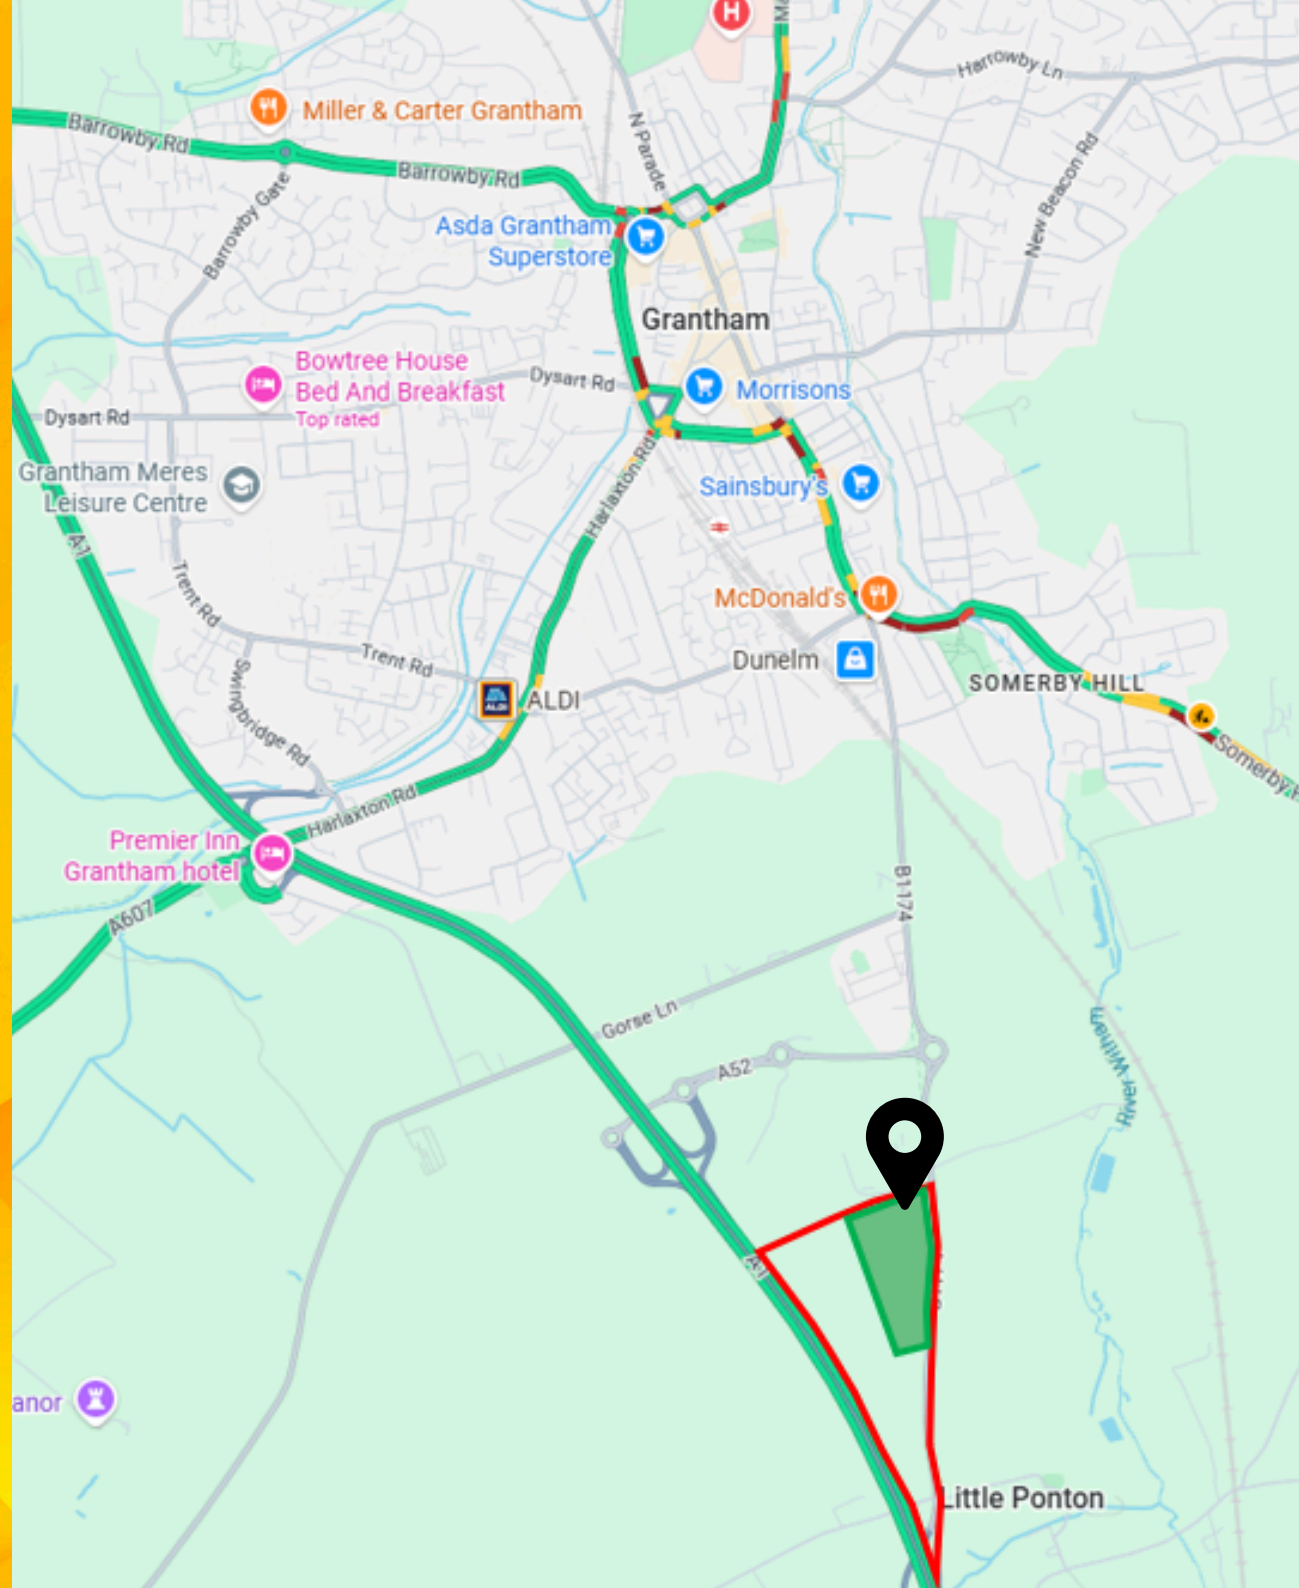 H
Harrowby Ln
Miller & Carter Grantham
Barrowby Rd
N Parade
Barrowby Rd
New Beacon Rd
Barrowby Gate
Asda Grantham
Superstore
Grantham
Bowtree House
Bed And Breakfast
Top rated
Dysart Rd
Morrisons
Dysart Rd
Grantham Meres
Leisure Centre
Harlaxton Rd
Sainsbury's
A1
Trent Rd
McDonald's
Trent Rd
Dunelm
SOMERBY HILL
Swingbridge Rd
ALDI
ALDI
Somerby
Harlaxton Rd
Premier Inn
Grantham hotel
B1174
A607
Gorse Ln
River Witham
A52
A1
anor
Little Ponton